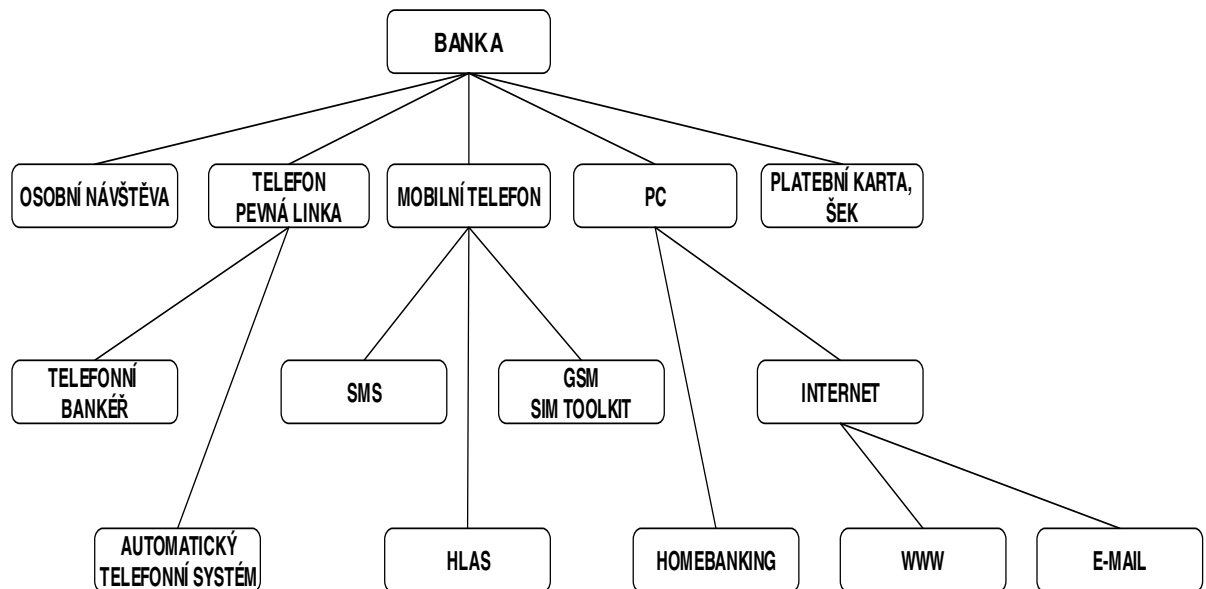 BANKA
OSOBNÍ NÁVŠTĚVA
TELEFON
PEVNÁ LINKA
MOBILNÍ TELEFON
PC
PLATEBNÍ KARTA,
ŠEK
TELEFONNÍ
BANKÉŘ
SMS
GSM
SIM TOOLKIT
INTERNET
AUTOMATICKÝ
TELEFONNÍ SYSTÉM
HLAS
HOMEBANKING
WWW
E-MAIL